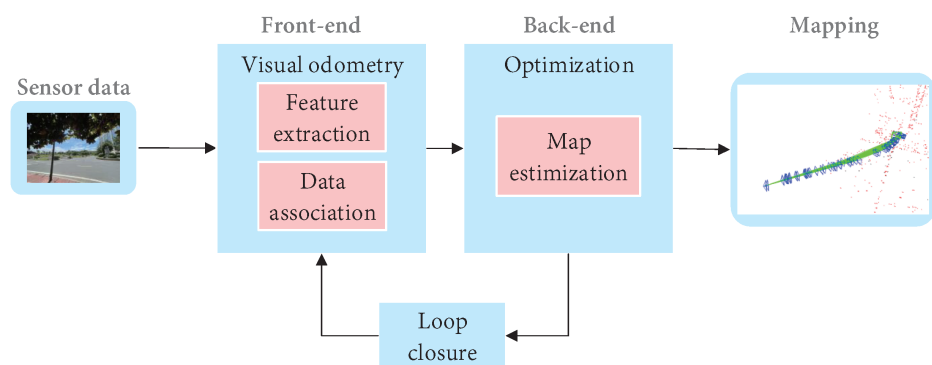 Front-end
Back-end
Mapping
Sensor data
Visual odometry
Feature
extraction
Data
association
Optimization
Map
estimization
Loop
closure